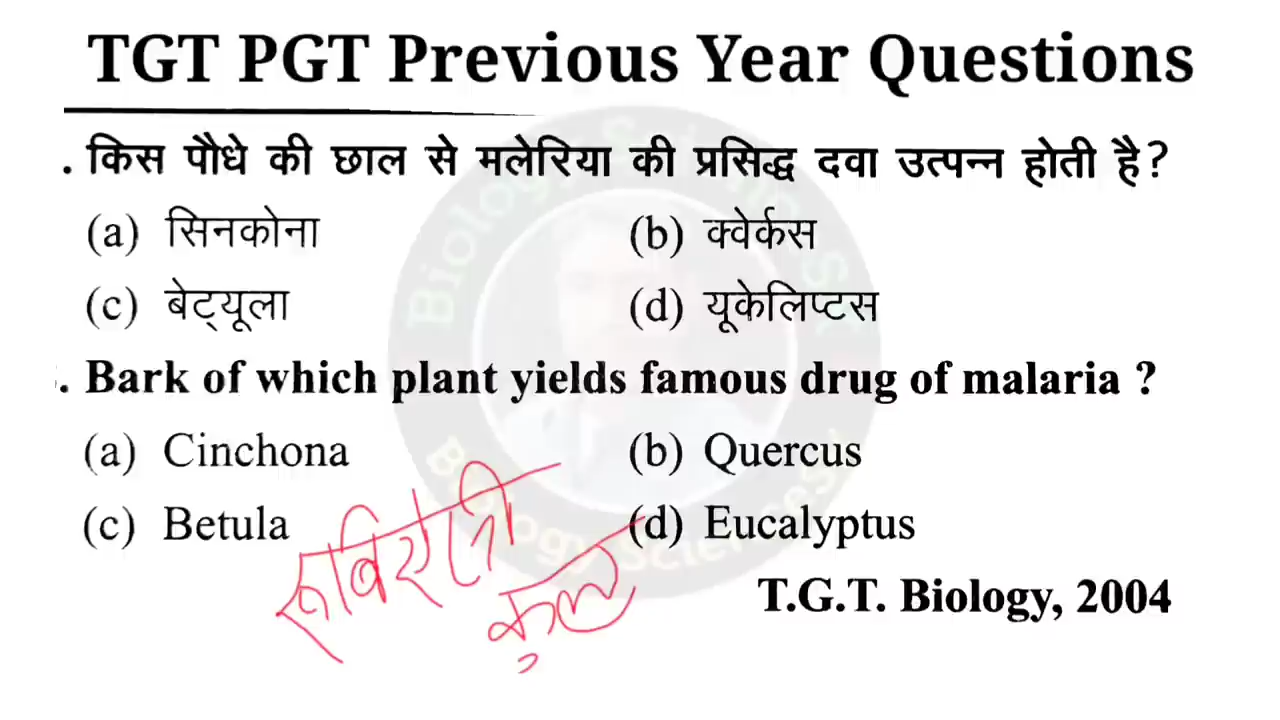 TGT PGT Previous Year Questions
. किस पौधे की छाल से मलेरिया की प्रसिद्ध दवा उत्पन्न होती है?
(a) सिनकोना (b) क्वेर्कस
(c) बेट्यूला (d) यूकेलिप्टस
. Bark of which plant yields famous drug of malaria ?
(a) Cinchona (b) Quercus
(c) Betula (d) Eucalyptus
रूबिऐसी
कुल
T.G.T. Biology, 2004